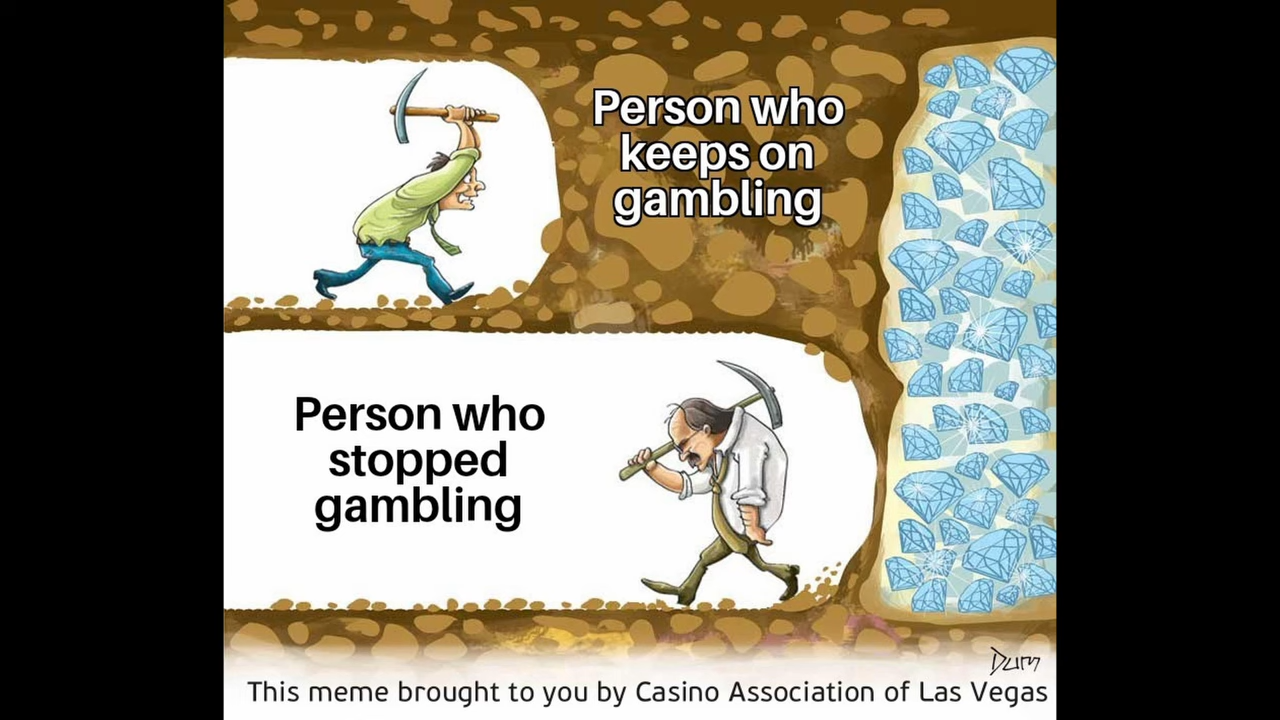 Person who
keeps on
gambling
Person who
stopped
gambling
Dum
This meme brought to you by Casino Association of Las Vegas